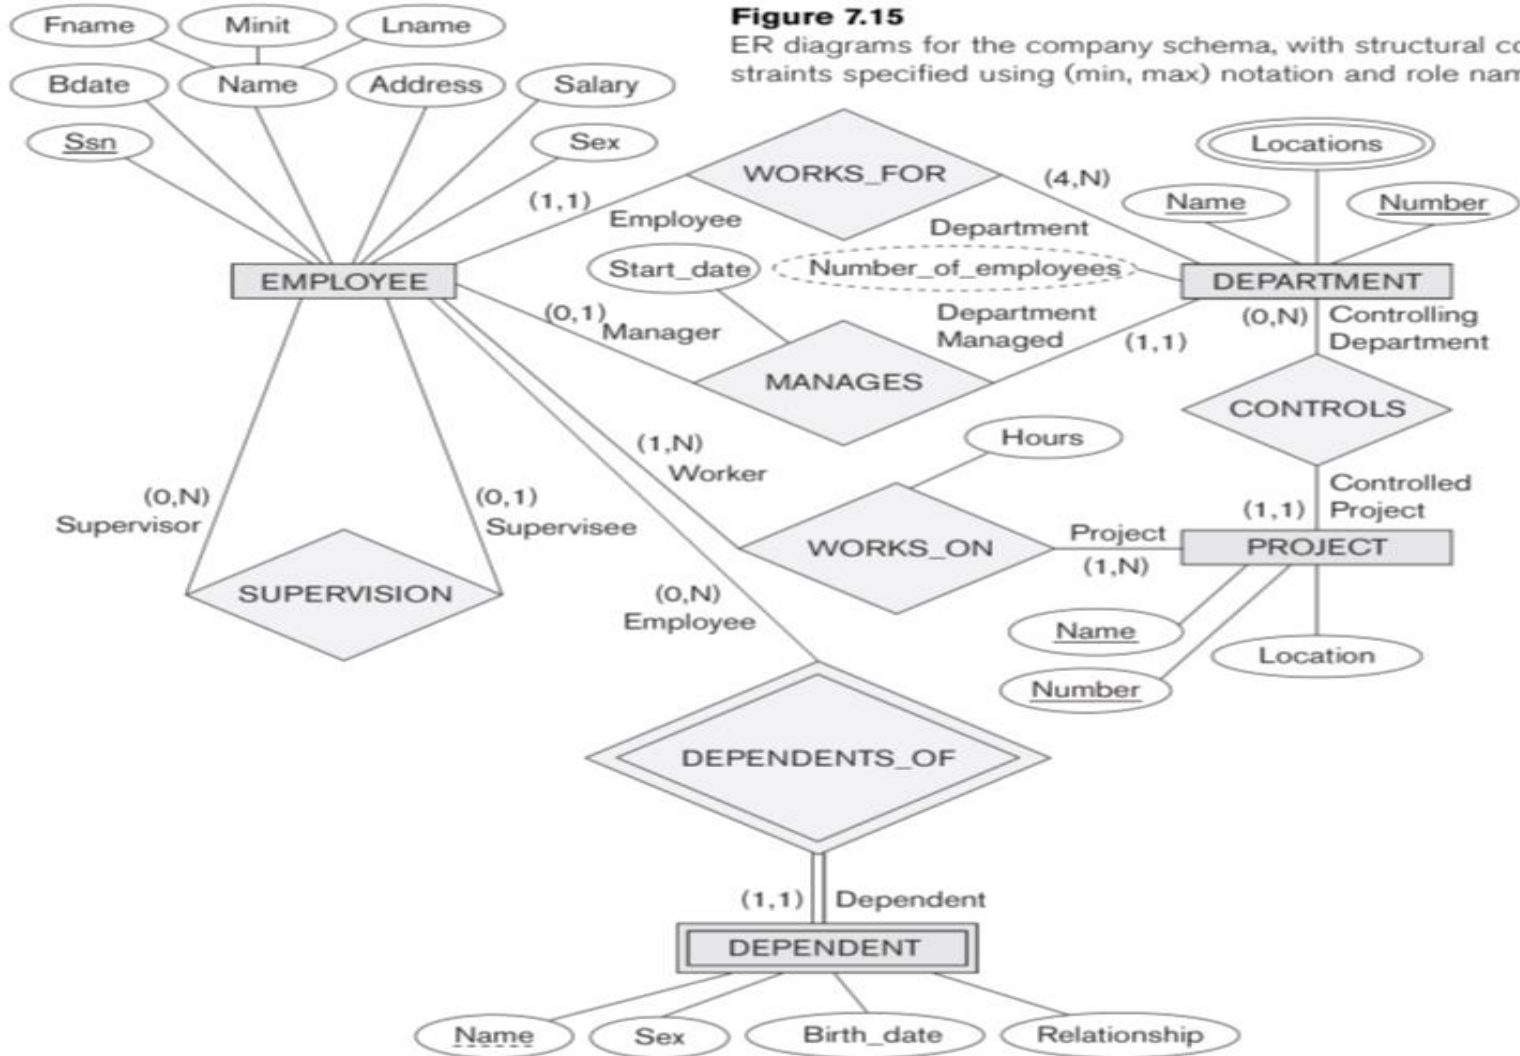 Figure 7.15
ER diagrams for the company schema, with structural co
straints specified using (min, max) notation and role nam
Fname
Minit
Lname
Bdate
Name
Address
Salary
Ssn
Sex
WORKS_FOR
Locations
(1,1)
Employee
(4,N)
Department
Name
Number
Start_date
Number_of_employees
EMPLOYEE
DEPARTMENT
(0,1)
Manager
Department
Managed
(1,1)
(0,N)
Controlling
Department
MANAGES
CONTROLS
Hours
(1,N)
Worker
(0,N)
Supervisor
(0,1)
Supervisee
Controlled
Project
(1,1)
WORKS_ON
Project
(1,N)
PROJECT
SUPERVISION
(0,N)
Employee
Name
Location
Number
DEPENDENTS_OF
(1,1)
Dependent
DEPENDENT
Name
Sex
Birth_date
Relationship